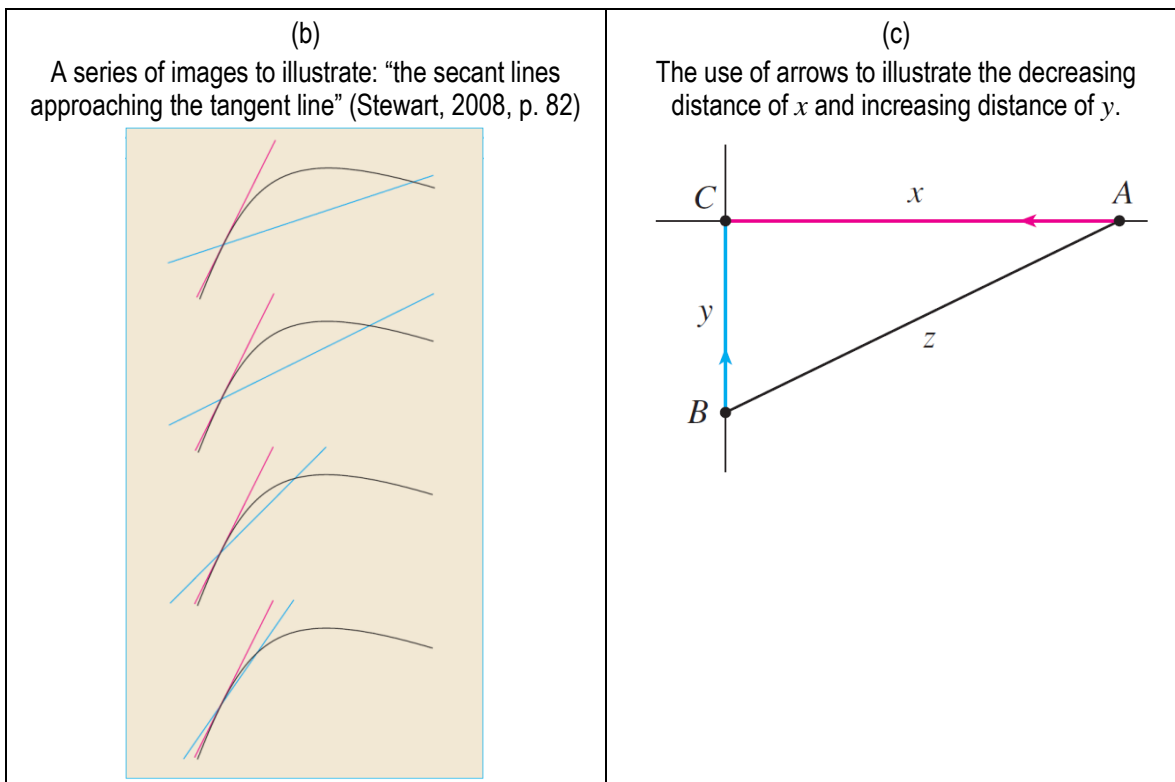 (b)
A series of images to illustrate: “the secant lines
approaching the tangent line” (Stewart, 2008, p. 82)
(c)
The use of arrows to illustrate the decreasing
distance of x and increasing distance of y.
C
x
A
y
z
B